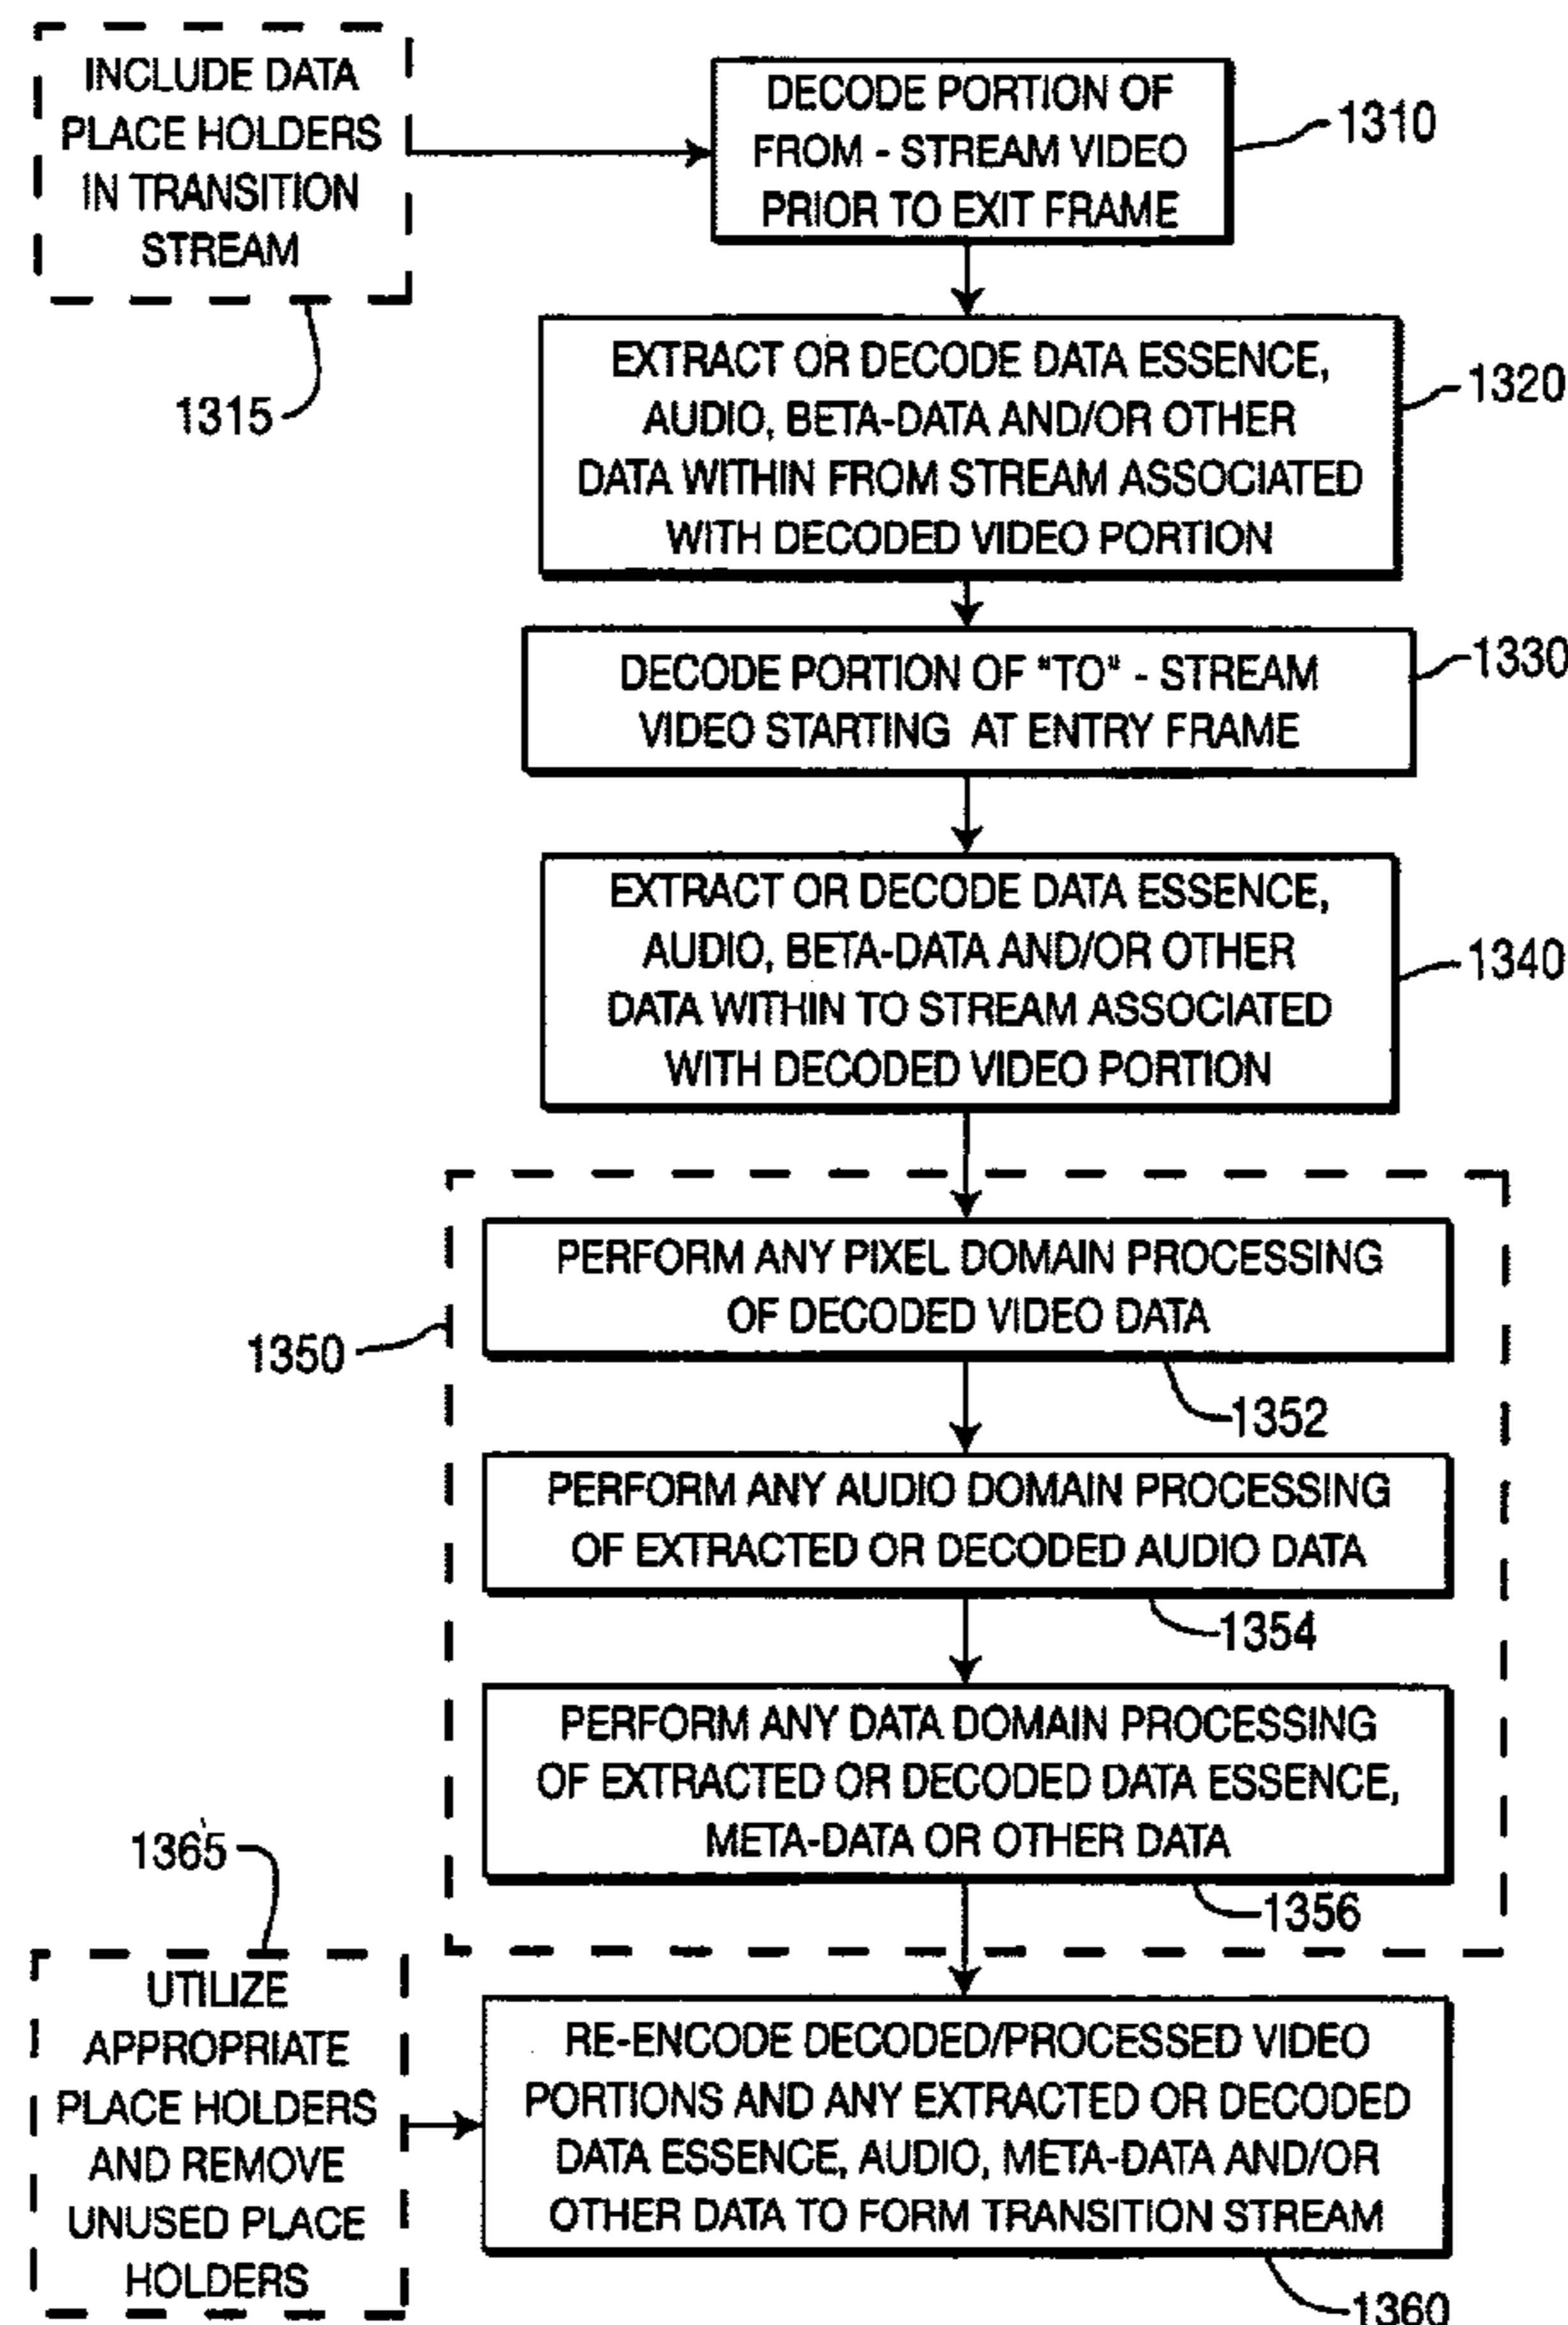 INCLUDE DATA
PLACE HOLDERS
IN TRANSITION
STREAM
1315
DECODE PORTION OF
FROM - STREAM VIDEO
PRIOR TO EXIT FRAME
1310
EXTRACT OR DECODE DATA ESSENCE,
AUDIO, BETA-DATA AND/OR OTHER
DATA WITHIN FROM STREAM ASSOCIATED
WITH DECODED VIDEO PORTION
1320
DECODE PORTION OF "TO" - STREAM
VIDEO STARTING AT ENTRY FRAME
1330
EXTRACT OR DECODE DATA ESSENCE,
AUDIO, BETA-DATA AND/OR OTHER
DATA WITHIN TO STREAM ASSOCIATED
WITH DECODED VIDEO PORTION
1340
1350
PERFORM ANY PIXEL DOMAIN PROCESSING
OF DECODED VIDEO DATA
1352
PERFORM ANY AUDIO DOMAIN PROCESSING
OF EXTRACTED OR DECODED AUDIO DATA
1354
PERFORM ANY DATA DOMAIN PROCESSING
OF EXTRACTED OR DECODED DATA ESSENCE,
META-DATA OR OTHER DATA
1356
1365
UTILIZE
APPROPRIATE
PLACE HOLDERS
AND REMOVE
UNUSED PLACE
HOLDERS
RE-ENCODE DECODED/PROCESSED VIDEO
PORTIONS AND ANY EXTRACTED OR DECODED
DATA ESSENCE, AUDIO, META-DATA AND/OR
OTHER DATA TO FORM TRANSITION STREAM
1360